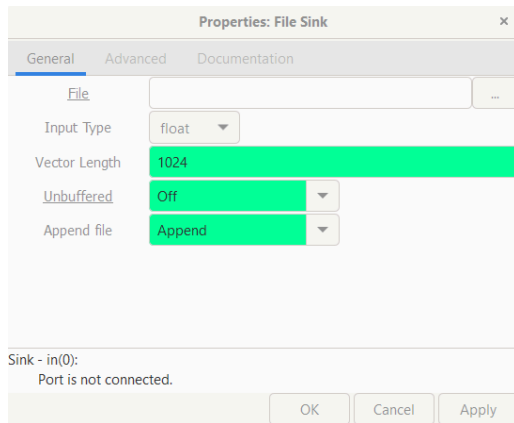 Properties: File Sink ×
General Advanced Documentation
File ...
Input Type float
Vector Length 1024
Unbuffered Off
Append file Append
Sink - in(0):
Port is not connected.
OK Cancel Apply